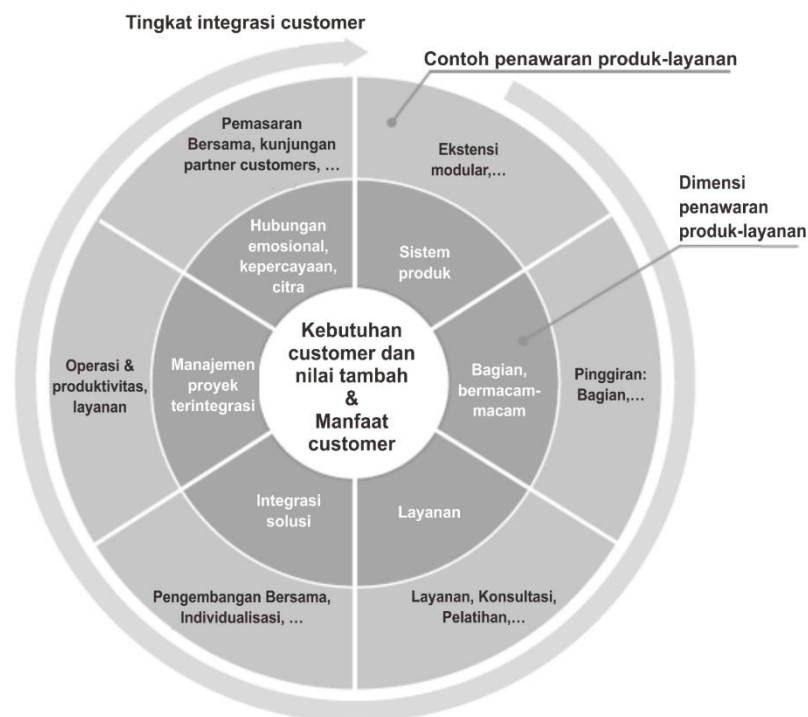 Tingkat integrasi customer
Contoh penawaran produk-layanan
Pemasaran
Bersama, kunjungan
partner customers, …
Ekstensi
modular,…
Dimensi
penawaran
produk-layanan
Hubungan
emosional,
kepercayaan,
citra
Sistem
produk
Kebutuhan
customer dan
nilai tambah
&
Manfaat
customer
Operasi &
produktivitas,
layanan
Manajemen
proyek
terintegrasi
Bagian,
bermacam-
macam
Pinggiran:
Bagian,…
Integrasi
solusi
Layanan
Pengembangan Bersama,
Individualisasi, …
Layanan, Konsultasi,
Pelatihan,…